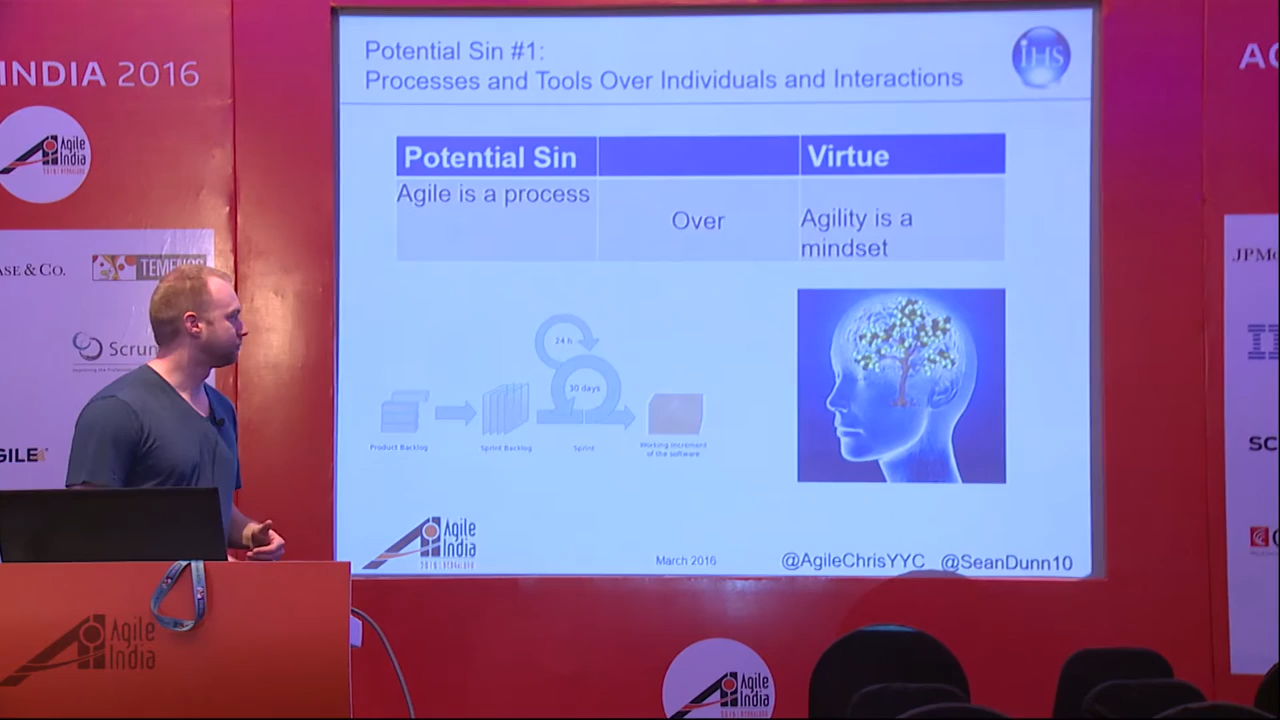 INDIA 2016
Agile
India
ASE & CO.
TEMENOS
Scrum
GILE
Potential Sin #1:
Processes and Tools Over Individuals and Interactions
IHS
Potential Sin
Virtue
Agile is a process
Over
Agility is a
mindset
24 h
30 days
Product Backlog
Sprint Backlog
Sprint
Working increment
of the software
Agile
India
March 2016
@AgileChrisYYC @SeanDunn10
Agile
India
Agile
India
AG
JPMO
SC